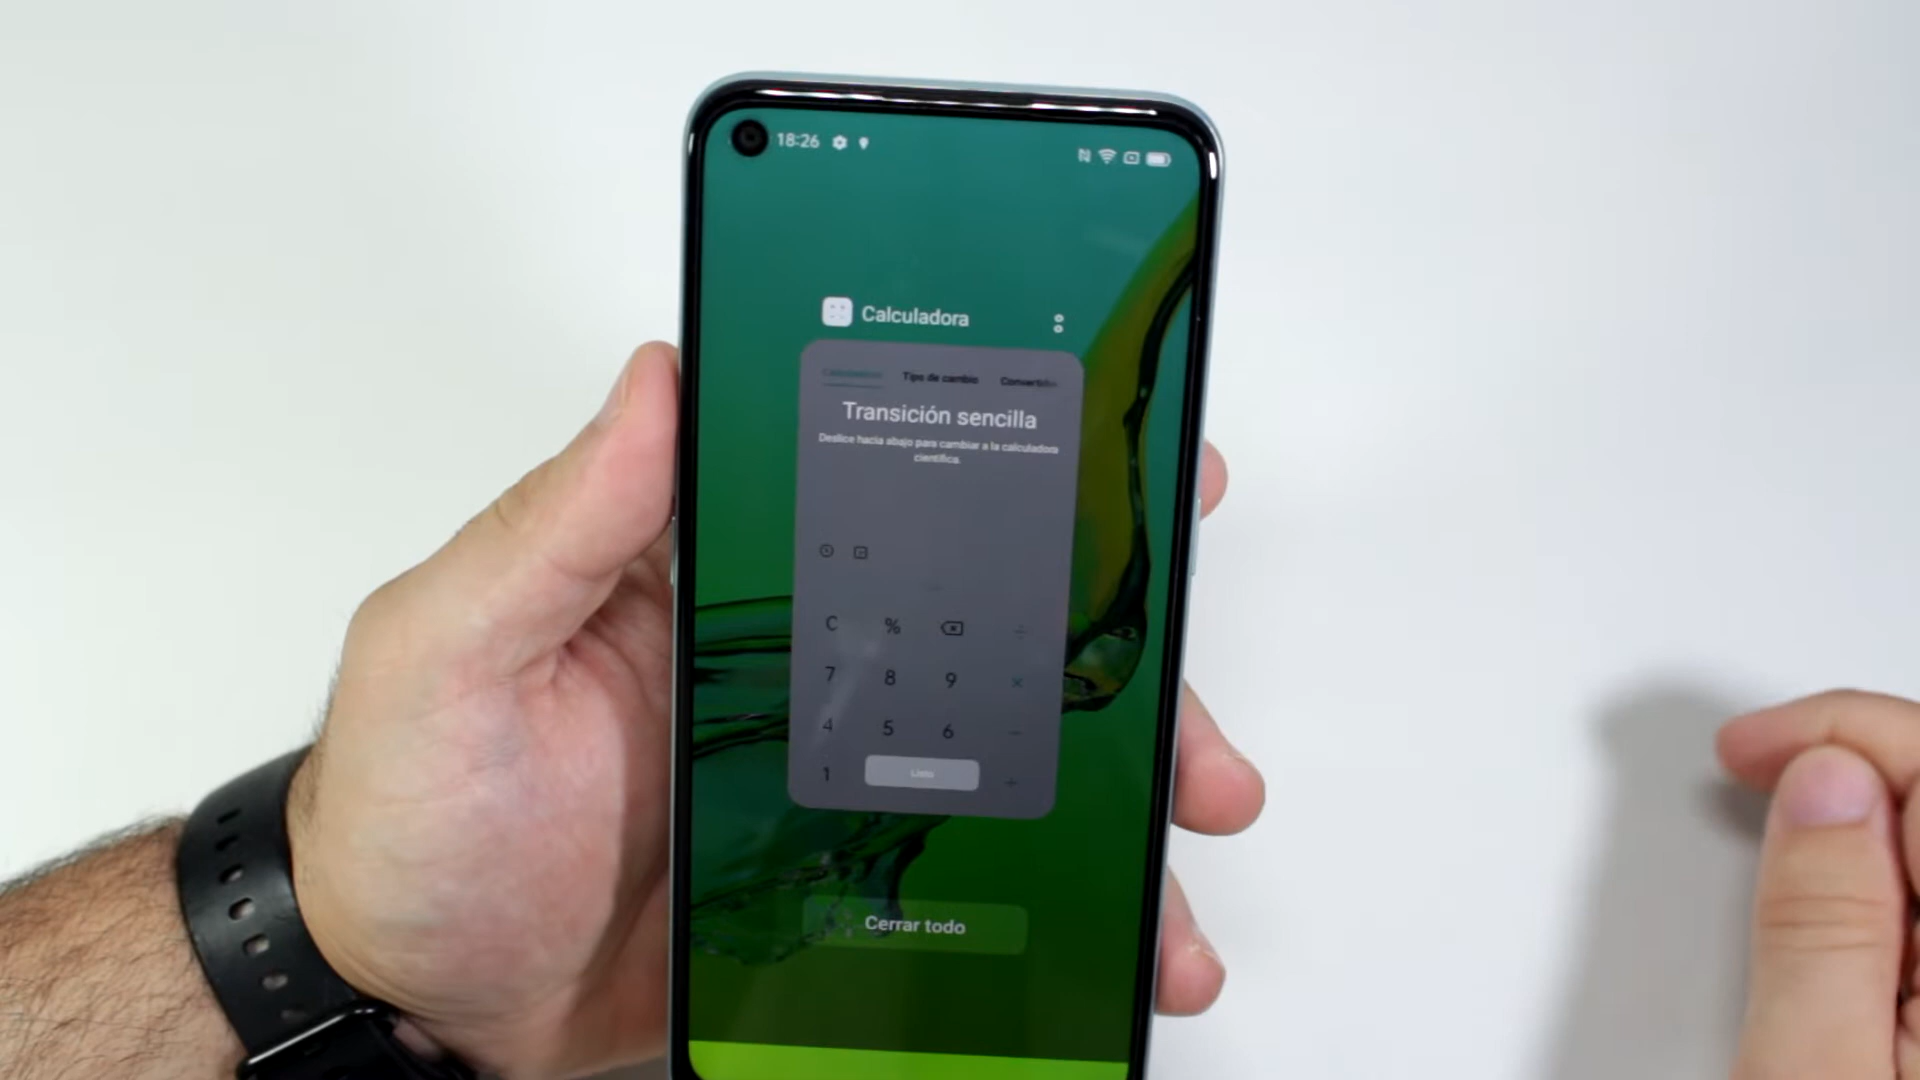 18:26
Calculadora
Calculadora Tipo de cambio
Transición sencilla
Deslice hacia abajo para cambiar a la calculadora
científica.
C %
7 8 9 ×
4 5 6 −
1 Listo +
Cerrar todo